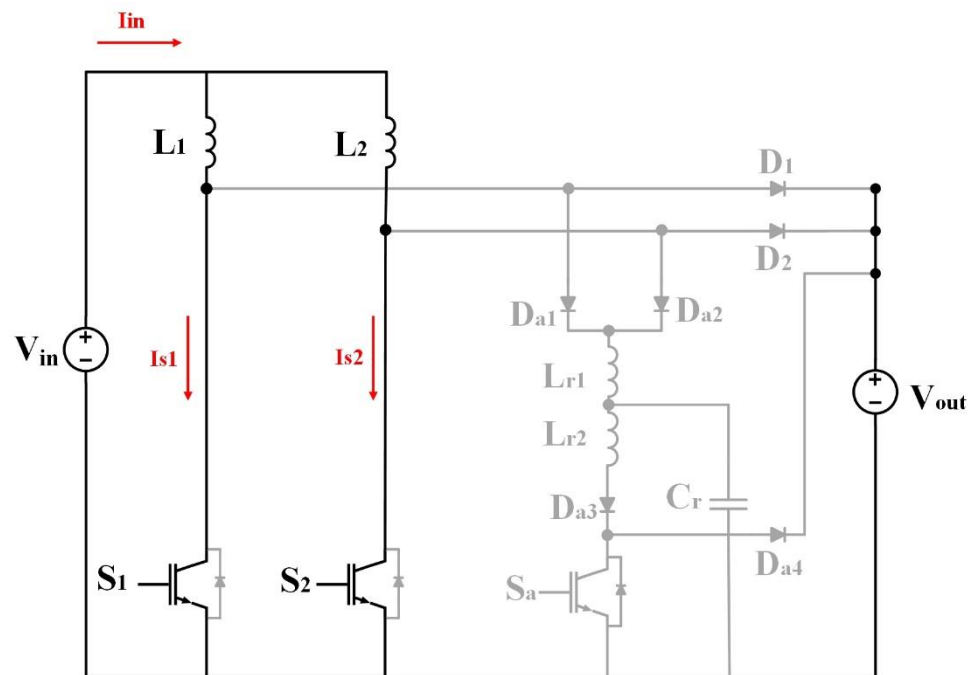 Iin
L1
L2
D1
D2
Da1
Da2
Vin
+
−
Is1
Is2
Lr1
+
−
Vout
Lr2
Da3
Cr
Da4
S1
S2
Sa